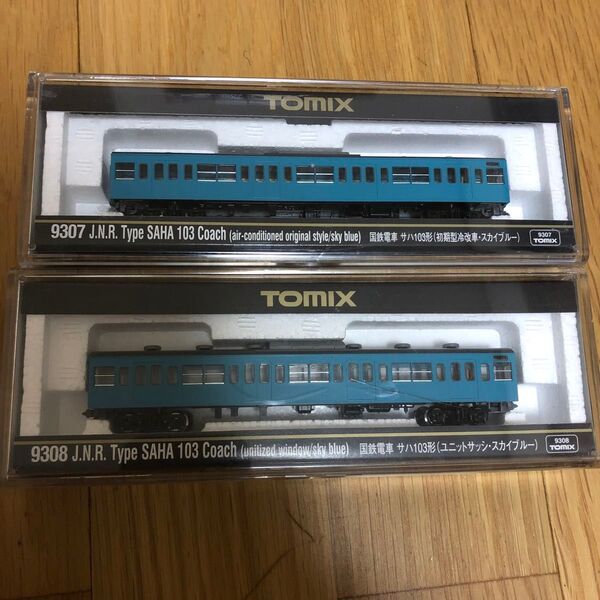 TOMIX
9307 J.N.R. Type SAHA 103 Coach (air-conditioned original style/sky blue) 国鉄電車 サハ103形(初期型冷改車・スカイブルー)
9307
TOMIX
TOMIX
9308 J.N.R. Type SAHA 103 Coach (unitized window/sky blue) 国鉄電車 サハ103形(ユニットサッシ・スカイブルー)
9308
TOMIX